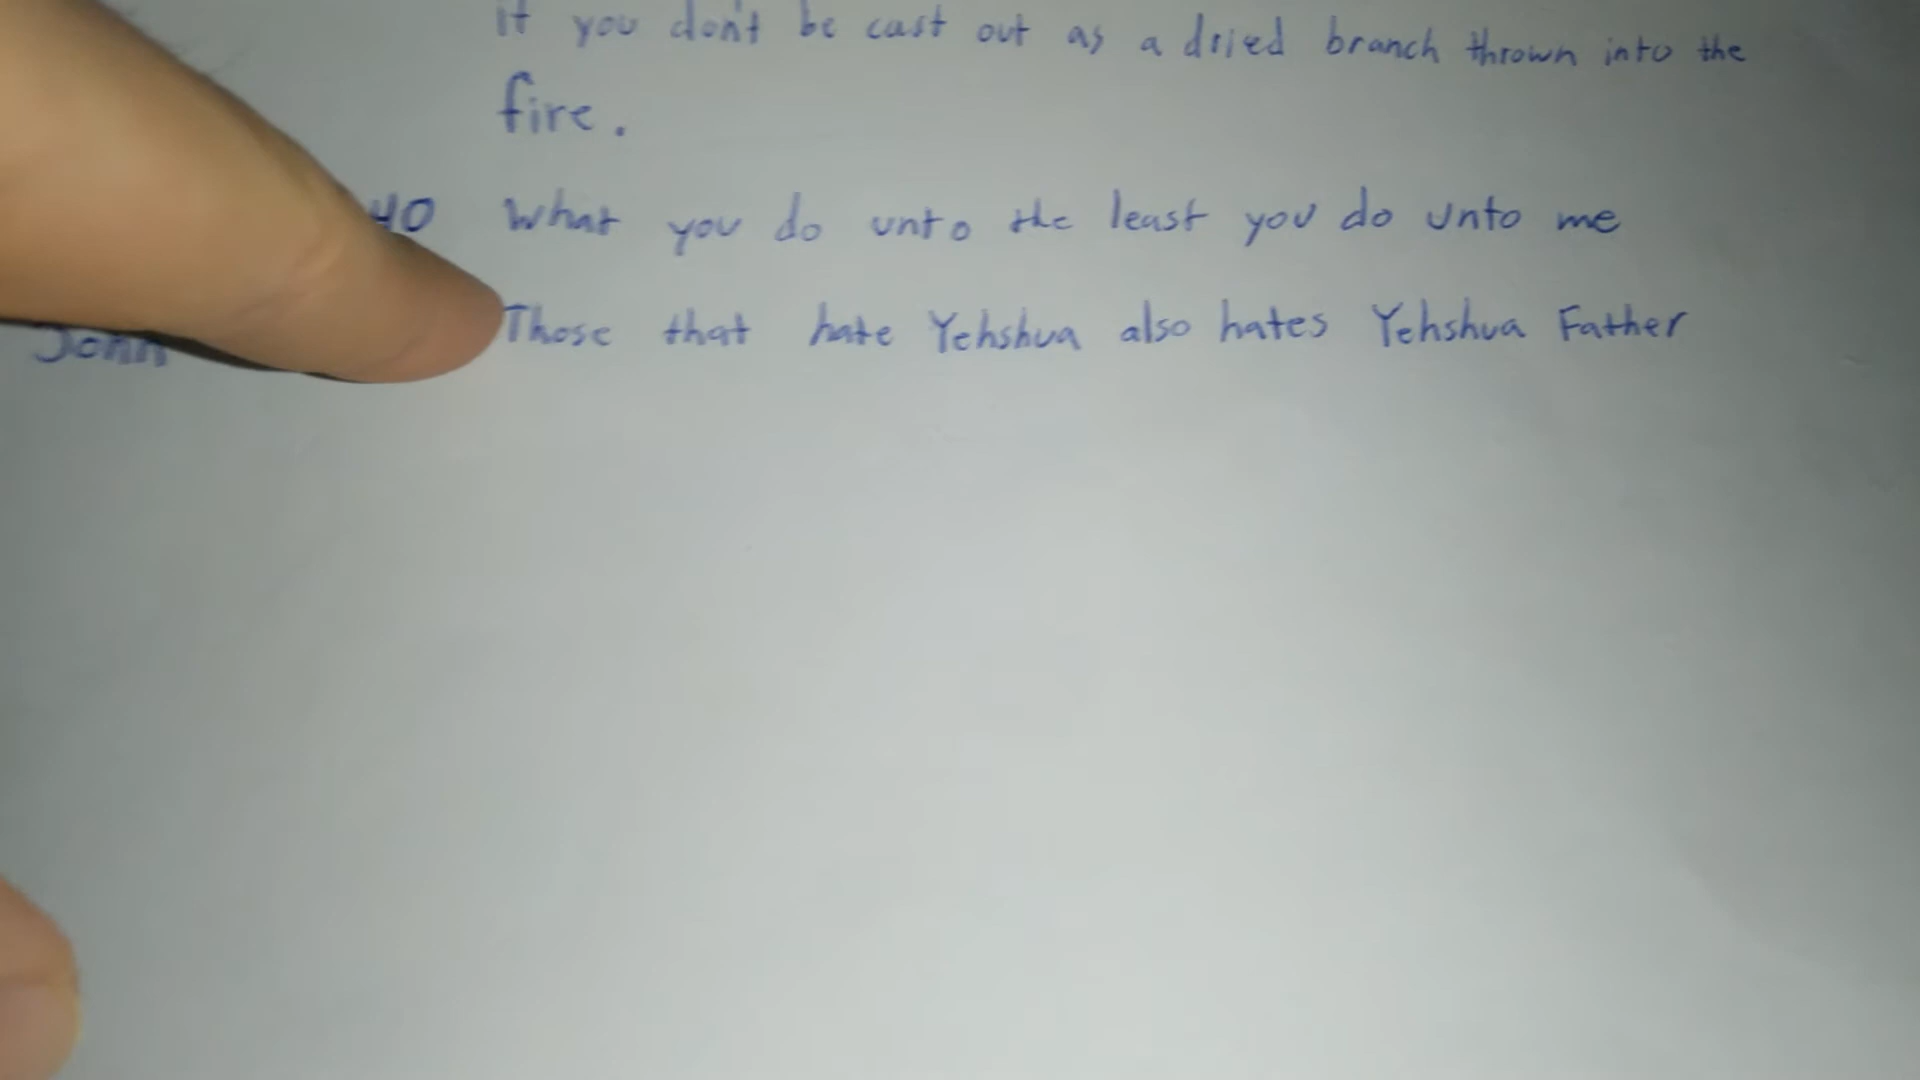 If you don't be cast out as a dried branch thrown into the
fire.
40 What you do unto the least you do unto me
John Those that hate Yehshua also hates Yehshua Father